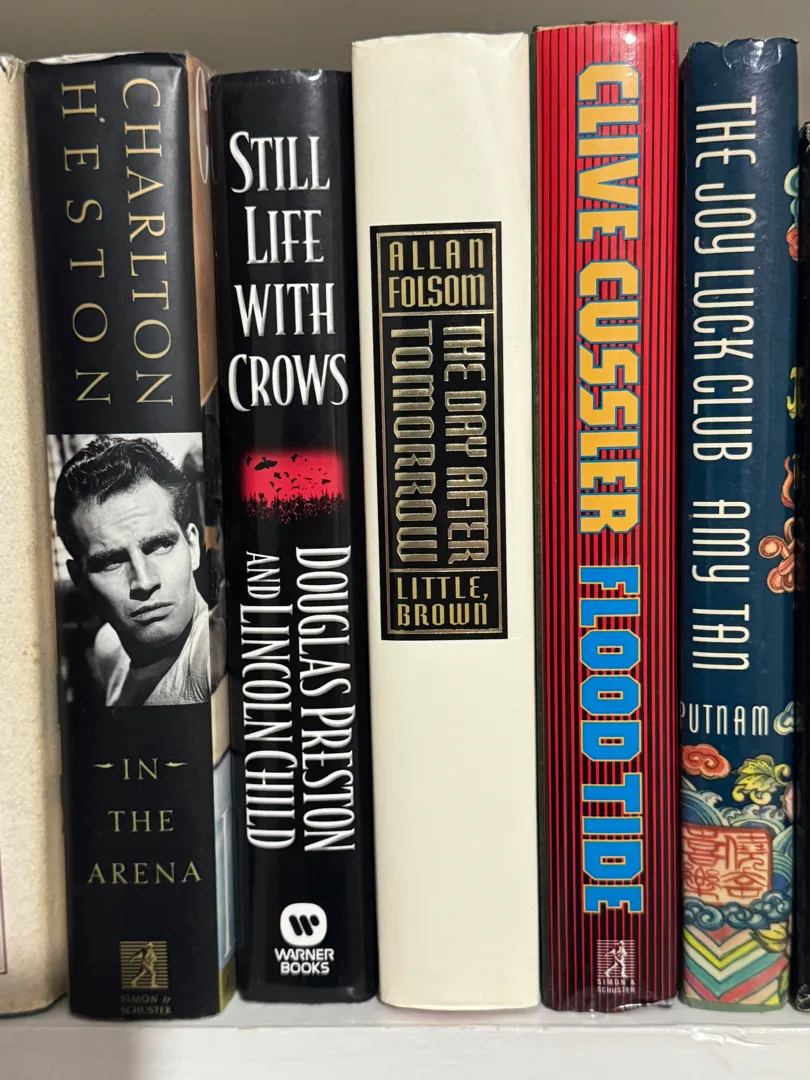 CHARLTON
HESTON
IN
THE
ARENA
SIMON &
SCHUSTER
STILL
LIFE
WITH
CROWS
DOUGLAS PRESTON
AND LINCOLN CHILD
WARNER
BOOKS
ALLAN
FOLSOM
THE DAY AFTER
TOMORROW
LITTLE,
BROWN
CLIVE CUSSLER FLOOD TIDE
SIMON &
SCHUSTER
THE JOY LUCK CLUB AMY TAN
PUTNAM